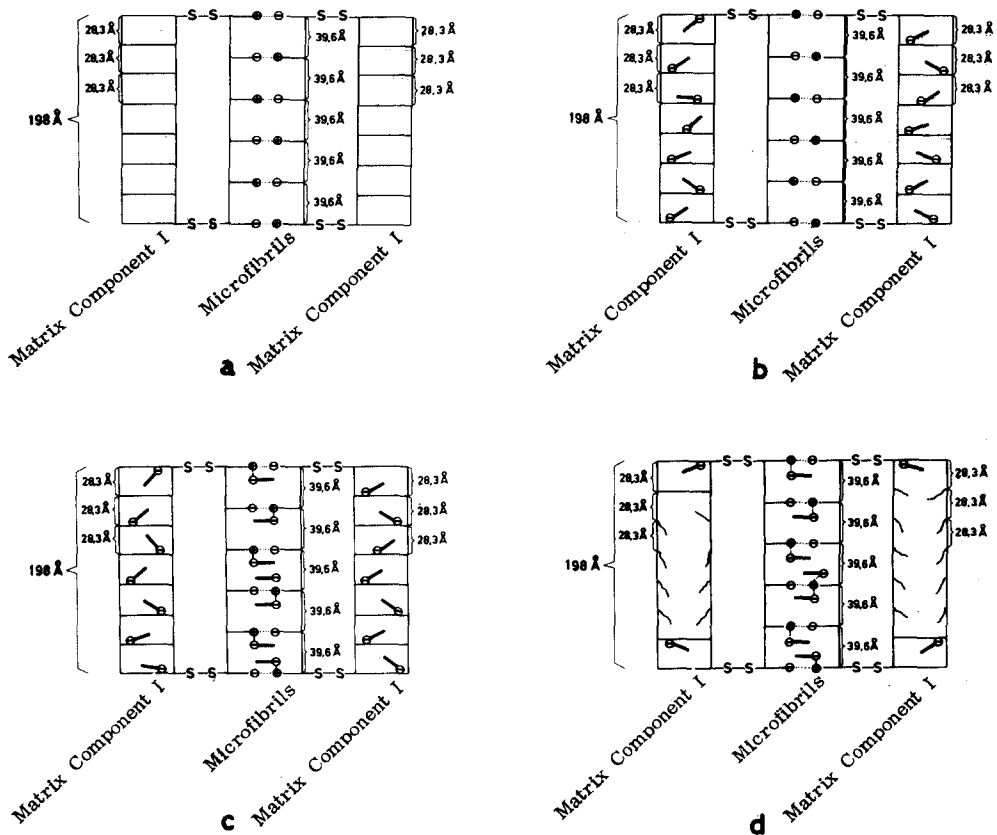 S—S S—S
28,3 Å 39,6 Å 28,3 Å
28,3 Å 39,6 Å 28,3 Å
28,3 Å 39,6 Å 28,3 Å
198 Å
39,6 Å
39,6 Å
S—S S—S
Matrix Component I
Microfibrils
Matrix Component I
a
S—S S—S
28,3 Å 39,6 Å 28,3 Å
28,3 Å 39,6 Å 28,3 Å
28,3 Å 39,6 Å 28,3 Å
198 Å
39,6 Å
39,6 Å
S—S S—S
Matrix Component I
Microfibrils
Matrix Component I
b
S—S S—S
28,3 Å 39,6 Å 28,3 Å
28,3 Å 39,6 Å 28,3 Å
28,3 Å 39,6 Å 28,3 Å
198 Å
39,6 Å
39,6 Å
S—S S—S
Matrix Component I
Microfibrils
Matrix Component I
c
S—S S—S
28,3 Å 39,6 Å 28,3 Å
28,3 Å 39,6 Å 28,3 Å
28,3 Å 39,6 Å 28,3 Å
198 Å
39,6 Å
39,6 Å
S—S S—S
Matrix Component I
Microfibrils
Matrix Component I
d